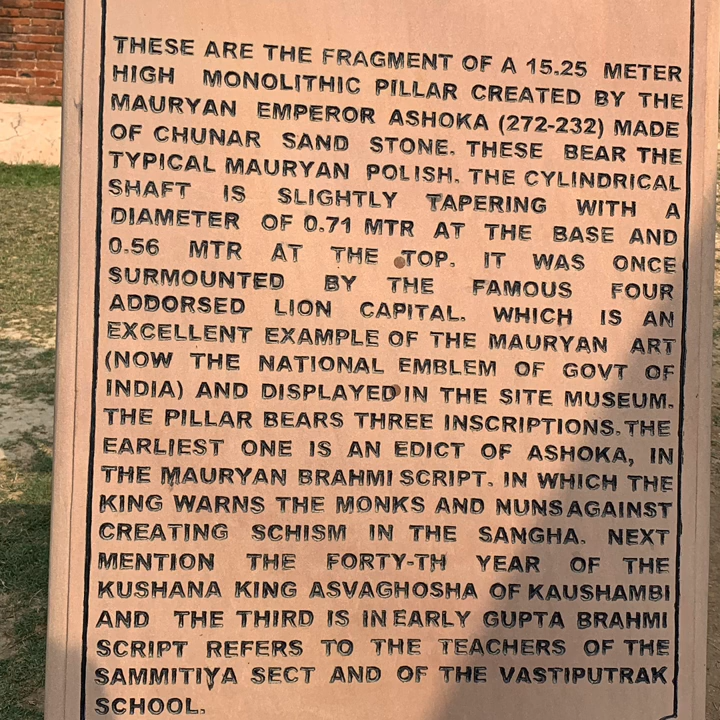 THESE ARE THE FRAGMENT OF A 15.25 METER
HIGH MONOLITHIC PILLAR CREATED BY THE
MAURYAN EMPEROR ASHOKA (272-232) MADE
OF CHUNAR SAND STONE. THESE BEAR THE
TYPICAL MAURYAN POLISH. THE CYLINDRICAL
SHAFT IS SLIGHTLY TAPERING WITH A
DIAMETER OF 0.71 MTR AT THE BASE AND
0.56 MTR AT THE TOP. IT WAS ONCE
SURMOUNTED BY THE FAMOUS FOUR
ADDORSED LION CAPITAL. WHICH IS AN
EXCELLENT EXAMPLE OF THE MAURYAN ART
(NOW THE NATIONAL EMBLEM OF GOVT OF
INDIA) AND DISPLAYED IN THE SITE MUSEUM.
THE PILLAR BEARS THREE INSCRIPTIONS. THE
EARLIEST ONE IS AN EDICT OF ASHOKA, IN
THE MAURYAN BRAHMI SCRIPT. IN WHICH THE
KING WARNS THE MONKS AND NUNS AGAINST
CREATING SCHISM IN THE SANGHA. NEXT
MENTION THE FORTY-TH YEAR OF THE
KUSHANA KING ASVAGHOSHA OF KAUSHAMBI
AND THE THIRD IS IN EARLY GUPTA BRAHMI
SCRIPT REFERS TO THE TEACHERS OF THE
SAMMITIYA SECT AND OF THE VASTIPUTRAK
SCHOOL.